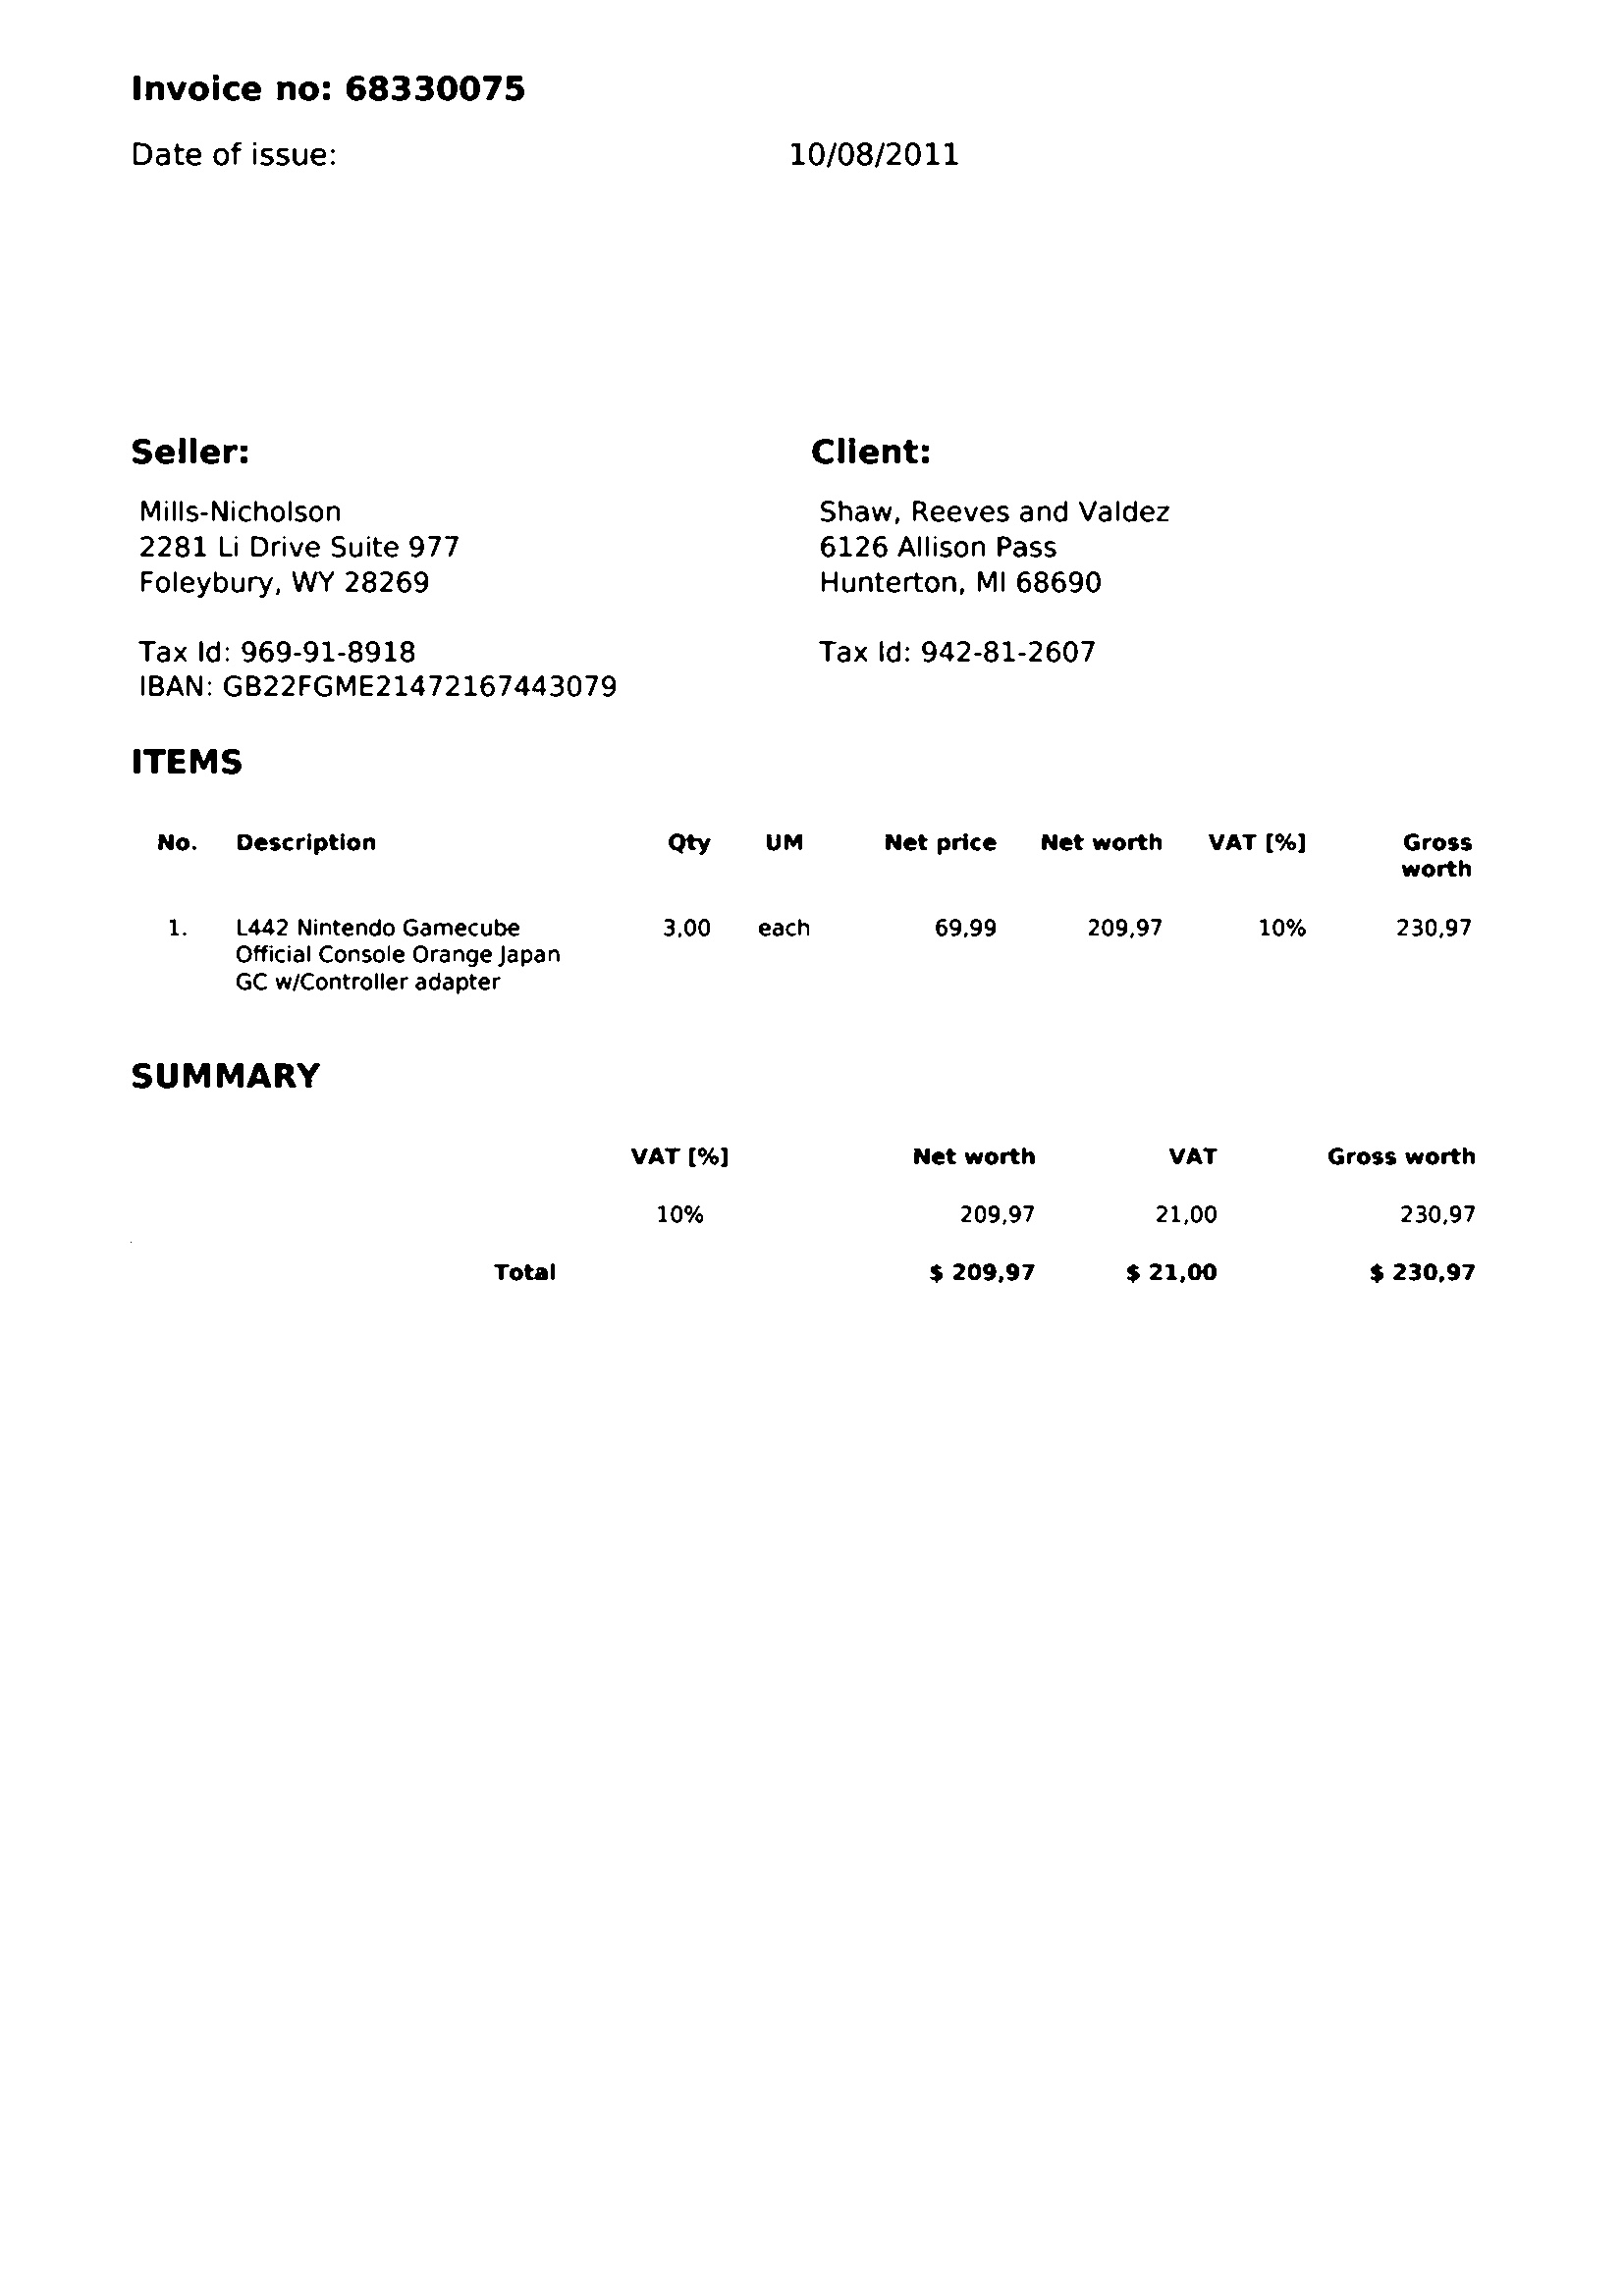 Invoice no: 68330075
Date of issue: 10/08/2011
Seller:
Mills-Nicholson
2281 Li Drive Suite 977
Foleybury, WY 28269
Tax Id: 969-91-8918
IBAN: GB22FGME21472167443079
Client:
Shaw, Reeves and Valdez
6126 Allison Pass
Hunterton, MI 68690
Tax Id: 942-81-2607
ITEMS
No. Description Qty UM Net price Net worth VAT [%] Gross
worth
1. L442 Nintendo Gamecube 3,00 each 69,99 209,97 10% 230,97
Official Console Orange Japan
GC w/Controller adapter
SUMMARY
VAT [%] Net worth VAT Gross worth
10% 209,97 21,00 230,97
Total $ 209,97 $ 21,00 $ 230,97